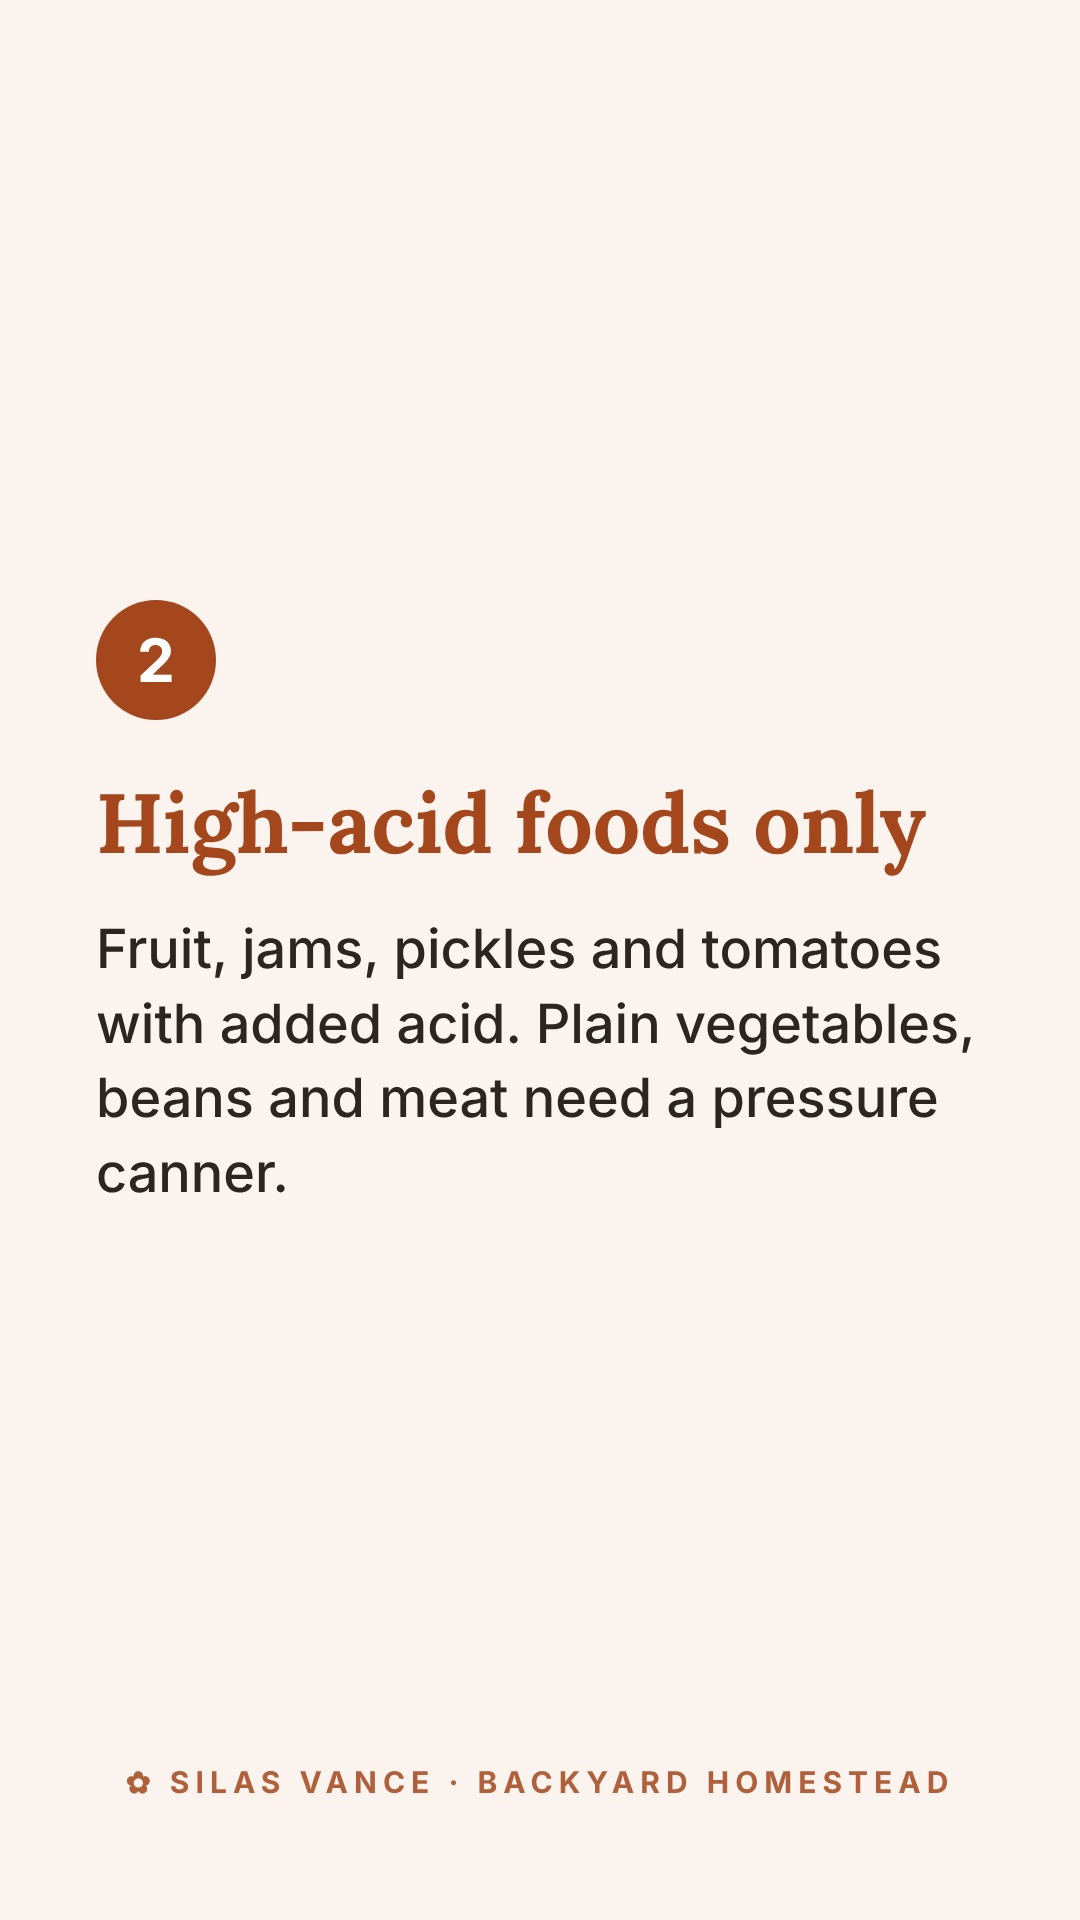 2
High-acid foods only
Fruit, jams, pickles and tomatoes
with added acid. Plain vegetables,
beans and meat need a pressure
canner.
✿ SILAS VANCE · BACKYARD HOMESTEAD